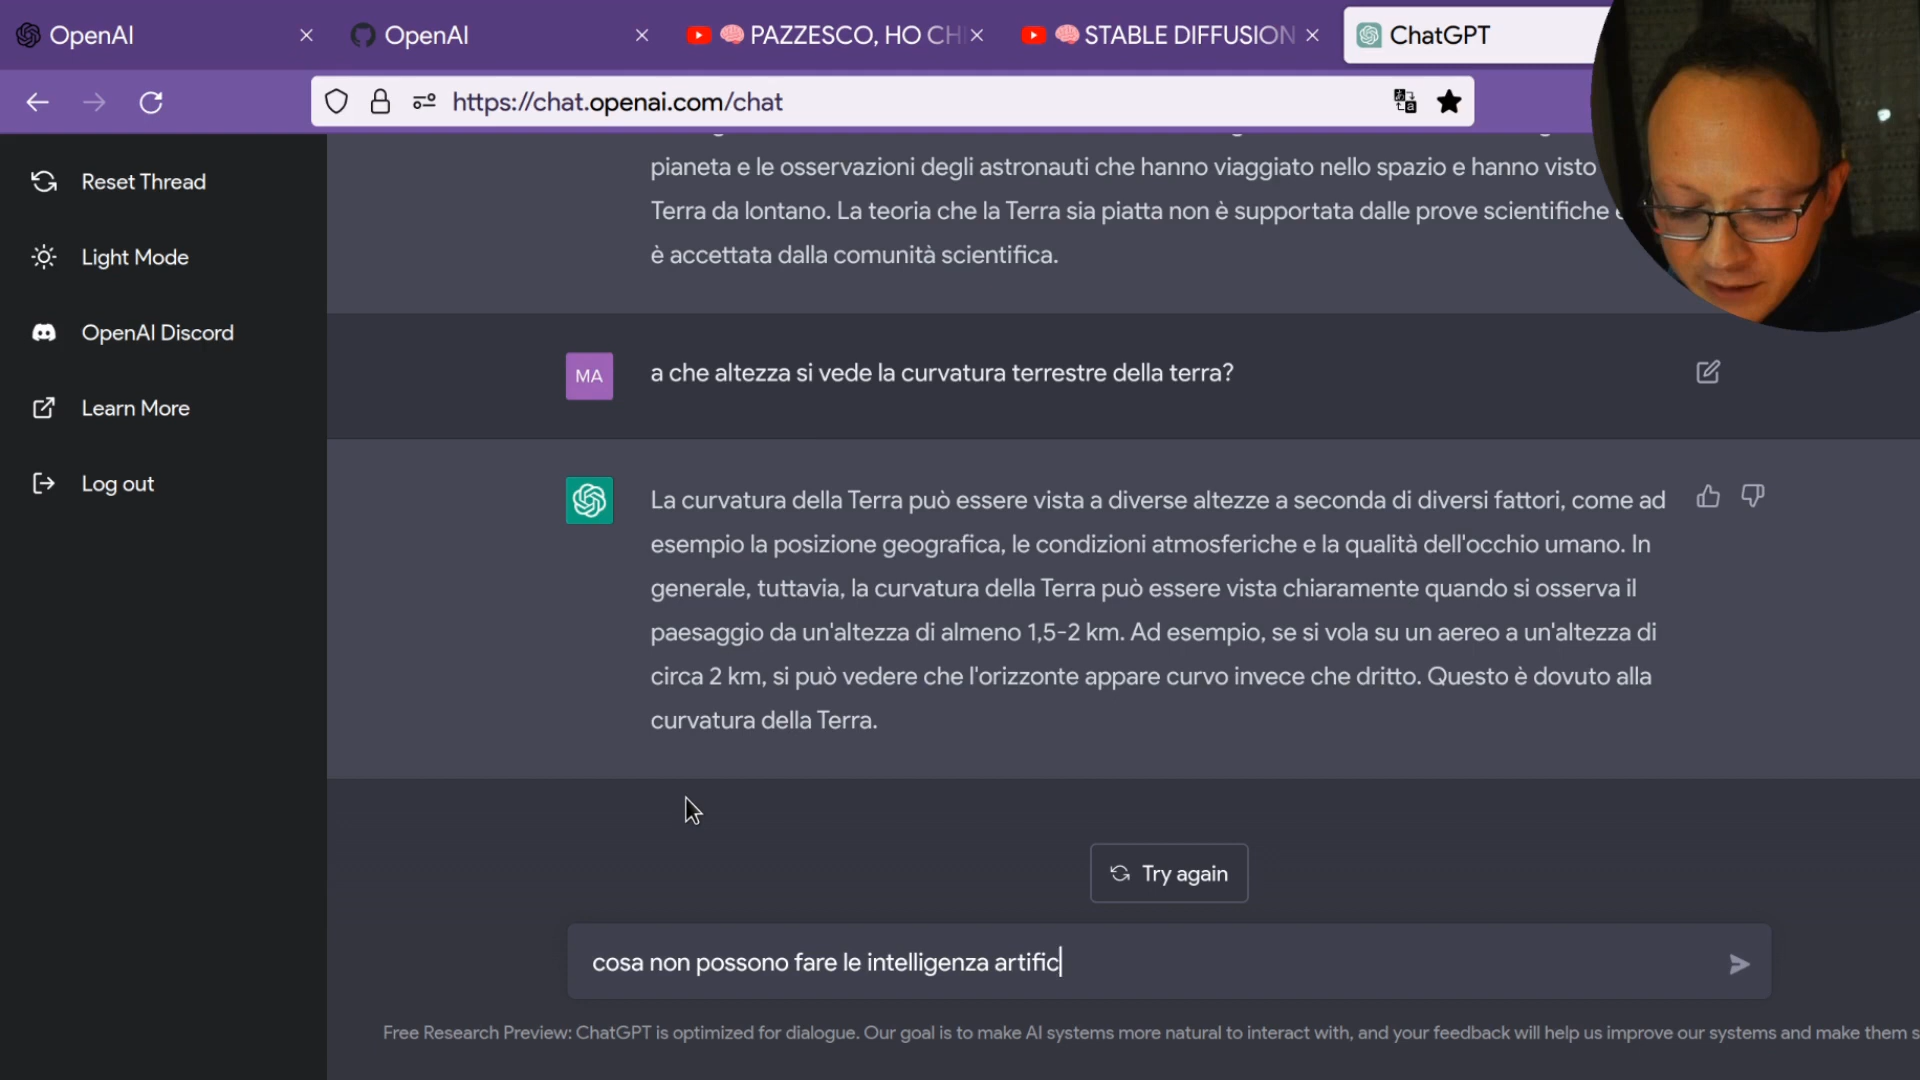 OpenAI
OpenAI
PAZZESCO, HO CH
STABLE DIFFUSION
ChatGPT
https://chat.openai.com/chat
Reset Thread
Light Mode
OpenAI Discord
Learn More
Log out
pianeta e le osservazioni degli astronauti che hanno viaggiato nello spazio e hanno visto
Terra da lontano. La teoria che la Terra sia piatta non è supportata dalle prove scientifiche
è accettata dalla comunità scientifica.
MA
a che altezza si vede la curvatura terrestre della terra?
La curvatura della Terra può essere vista a diverse altezze a seconda di diversi fattori, come ad
esempio la posizione geografica, le condizioni atmosferiche e la qualità dell'occhio umano. In
generale, tuttavia, la curvatura della Terra può essere vista chiaramente quando si osserva il
paesaggio da un'altezza di almeno 1,5-2 km. Ad esempio, se si vola su un aereo a un'altezza di
circa 2 km, si può vedere che l'orizzonte appare curvo invece che dritto. Questo è dovuto alla
curvatura della Terra.
Try again
cosa non possono fare le intelligenza artific
Free Research Preview: ChatGPT is optimized for dialogue. Our goal is to make AI systems more natural to interact with, and your feedback will help us improve our systems and make them s